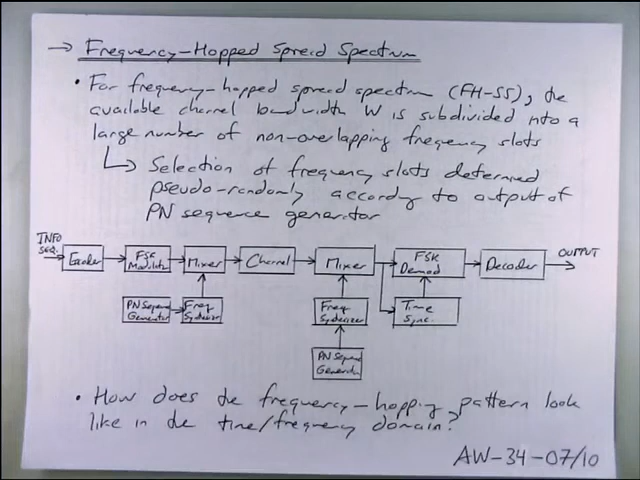 → Frequency-Hopped Spread Spectrum
• For frequency-hopped spread spectrum (FH-SS), the
available channel bandwidth W is subdivided into a
large number of non-overlapping frequency slots
↳ Selection of frequency slots determined
pseudo-randomly according to output of
PN sequence generator
INFO
SEQ.
Encoder
FSK
Modulator
Mixer
Channel
Mixer
FSK
Demod
Decoder
OUTPUT
PN Sequence
Generator
Freq
Synthesizer
Freq
Synthesizer
Time
Sync.
PN Sequence
Generator
• How does the frequency-hopping pattern look
like in the time/frequency domain?
AW-34-07/10